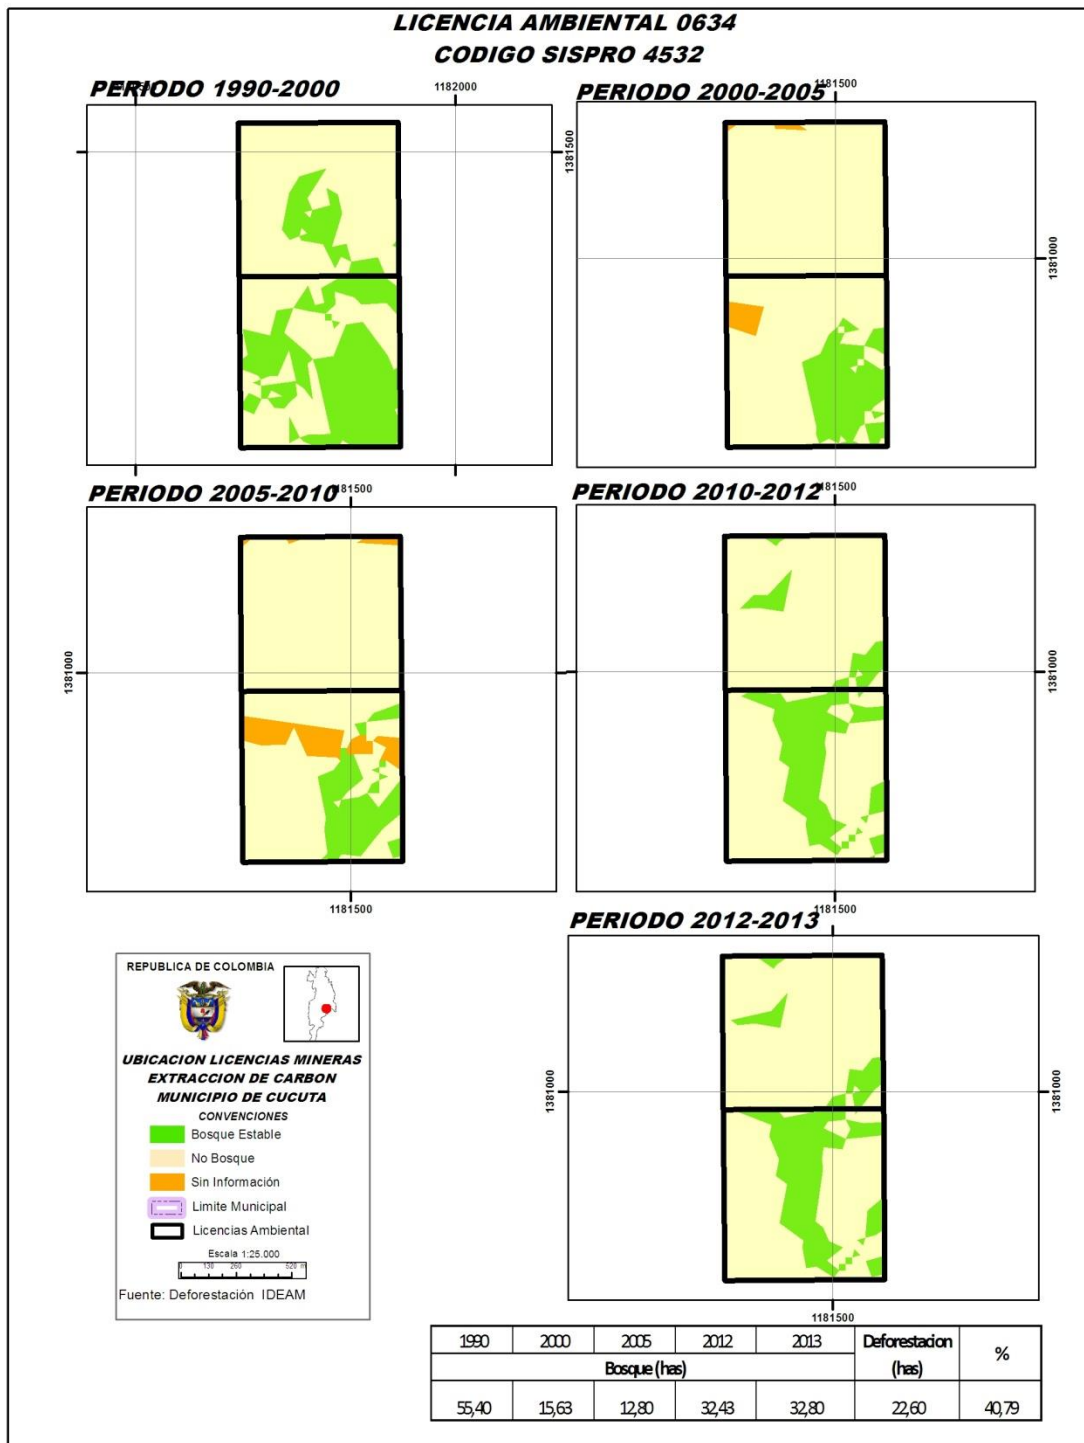 LICENCIA AMBIENTAL 0634
CODIGO SISPRO 4532
PERIODO 1990-2000
1182000
1381500
PERIODO 2000-2005
1181500
1381000
PERIODO 2005-2010
1181500
1381000
1181500
PERIODO 2010-2012
1181500
1381000
1181500
PERIODO 2012-2013
1381000
1381000
1181500
REPUBLICA DE COLOMBIA
UBICACION LICENCIAS MINERAS
EXTRACCION DE CARBON
MUNICIPIO DE CUCUTA
CONVENCIONES
Bosque Estable
No Bosque
Sin Información
Limite Municipal
Licencias Ambiental
Escala 1:25.000
0 130 260 520 m
Fuente: Deforestación IDEAM
1990 2000 2005 2012 2013 Deforestacion (has) %
Bosque (has)
55,40 15,63 12,80 32,43 32,80 22,60 40,79